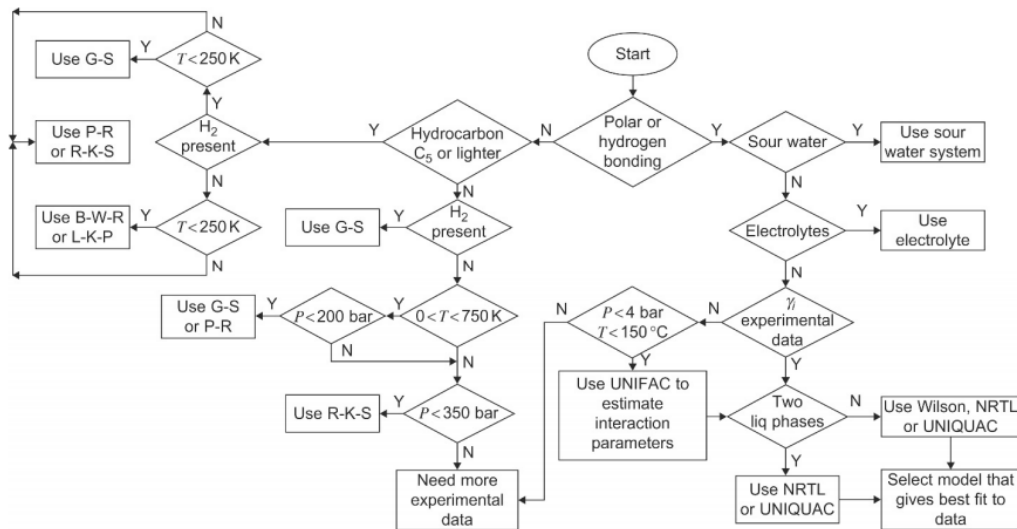 Start
Polar or
hydrogen
bonding
N
Y
Hydrocarbon
C5 or lighter
Y
N
H2
present
Y
N
T<250 K
Y
N
Use G-S
Use P-R
or R-K-S
T<250 K
Y
N
Use B-W-R
or L-K-P
H2
present
Y
N
Use G-S
0<T<750 K
Y
N
P<200 bar
Y
N
Use G-S
or P-R
P<350 bar
Y
N
Use R-K-S
Need more
experimental
data
Sour water
Y
N
Use sour
water system
Electrolytes
Y
N
Use
electrolyte
γi
experimental
data
N
Y
P<4 bar
T<150 °C
N
Y
Use UNIFAC to
estimate
interaction
parameters
Two
liq phases
N
Y
Use Wilson, NRTL
or UNIQUAC
Use NRTL
or UNIQUAC
Select model that
gives best fit to
data